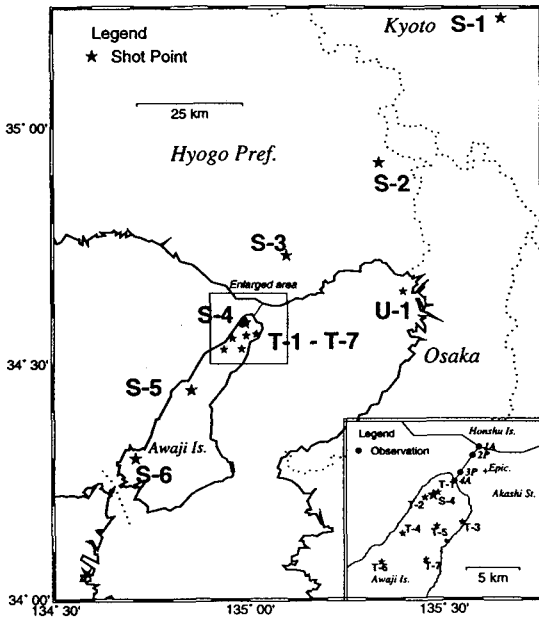 Kyoto S-1
Legend
★ Shot Point
25 km
35° 00'
Hyogo Pref.
S-2
S-3
Enlarged area
S-4
U-1
T-1 - T-7
Osaka
34° 30'
S-5
Awaji Is.
S-6
Honshu Is.
Legend
● Observation
1A
2P
Epic.
3P
4A
T-1
S-4
T-2
Akashi St.
T-3
T-4
T-5
T-6
T-7
Awaji Is.
5 km
34° 00'
134° 30'
135° 00'
135° 30'